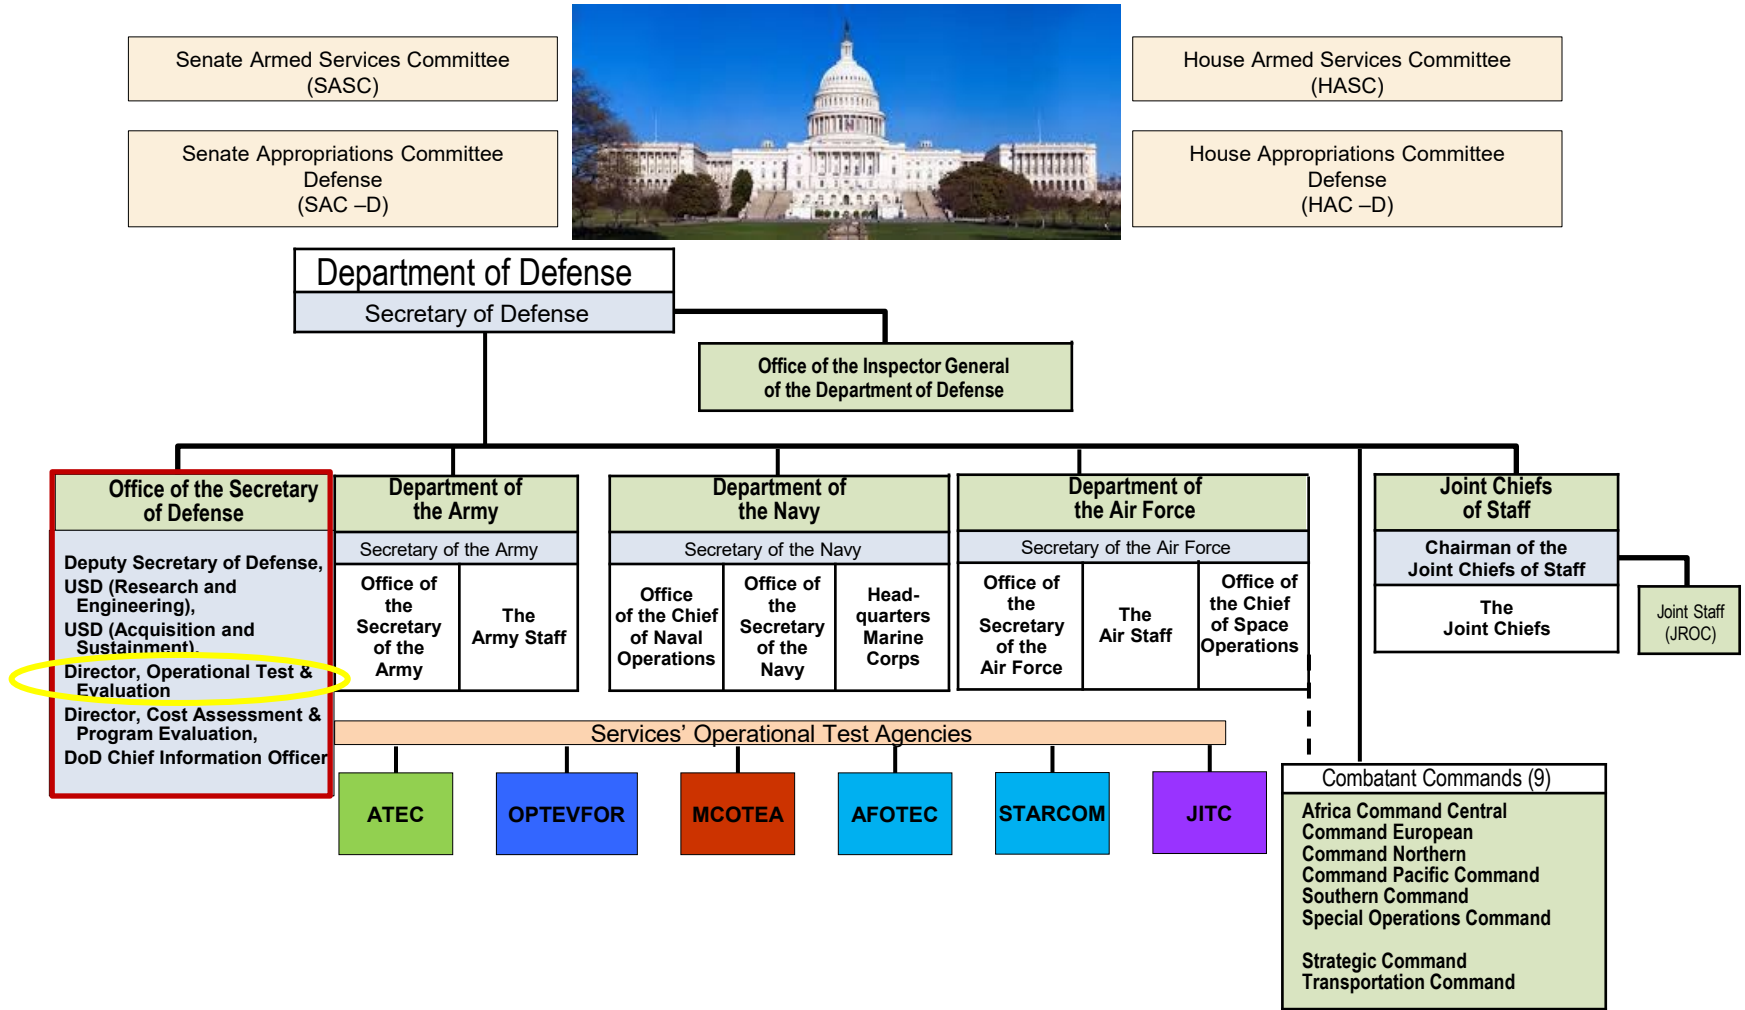 Senate Armed Services Committee
(SASC)
House Armed Services Committee
(HASC)
Senate Appropriations Committee
Defense
(SAC –D)
House Appropriations Committee
Defense
(HAC –D)
Department of Defense
Secretary of Defense
Office of the Inspector General
of the Department of Defense
Office of the Secretary
of Defense
Deputy Secretary of Defense,
USD (Research and
Engineering),
USD (Acquisition and
Sustainment),
Director, Operational Test &
Evaluation
Director, Cost Assessment &
Program Evaluation,
DoD Chief Information Officer
Department of
the Army
Secretary of the Army
Office of
the
Secretary
of the
Army
The
Army Staff
Department of
the Navy
Secretary of the Navy
Office
of the Chief
of Naval
Operations
Office of
the
Secretary
of the
Navy
Head-
quarters
Marine
Corps
Department of
the Air Force
Secretary of the Air Force
Office of
the
Secretary
of the
Air Force
The
Air Staff
Office of
the Chief
of Space
Operations
Joint Chiefs
of Staff
Chairman of the
Joint Chiefs of Staff
The
Joint Chiefs
Joint Staff
(JROC)
Services' Operational Test Agencies
ATEC
OPTEVFOR
MCOTEA
AFOTEC
STARCOM
JITC
Combatant Commands (9)
Africa Command Central
Command European
Command Northern
Command Pacific Command
Southern Command
Special Operations Command
Strategic Command
Transportation Command